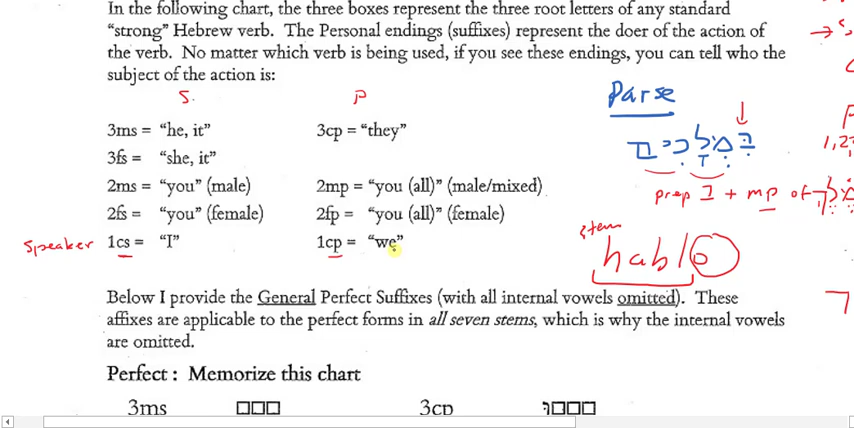 In the following chart, the three boxes represent the three root letters of any standard
“strong” Hebrew verb. The Personal endings (suffixes) represent the doer of the action of
the verb. No matter which verb is being used, if you see these endings, you can tell who the
subject of the action is:
S. P
3ms = “he, it” 3cp = “they”
3fs = “she, it”
2ms = “you” (male) 2mp = “you (all)” (male/mixed)
2fs = “you” (female) 2fp = “you (all)” (female)
Speaker 1cs = “I” 1cp = “we”
Parse
prep בְּ + mp of
stem
hablo
Below I provide the General Perfect Suffixes (with all internal vowels omitted). These
affixes are applicable to the perfect forms in all seven stems, which is why the internal vowels
are omitted.
Perfect : Memorize this chart
3ms □□□ 3cp ו□□□